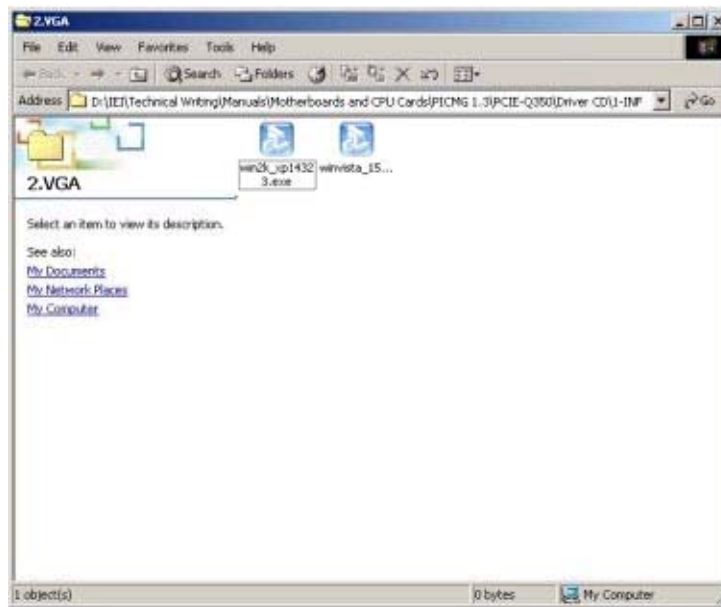 2.VGA
File Edit View Favorites Tools Help
Back Search Folders
Address D:\IEI\Technical Writing\Manuals\Motherboards and CPU Cards\PICMG 1.3\PCIE-Q350\Driver CD\1-INF Go
win2k_xp1432 winvista_15...
3.exe
2.VGA
Select an item to view its description.
See also:
My Documents
My Network Places
My Computer
1 object(s) 0 bytes My Computer